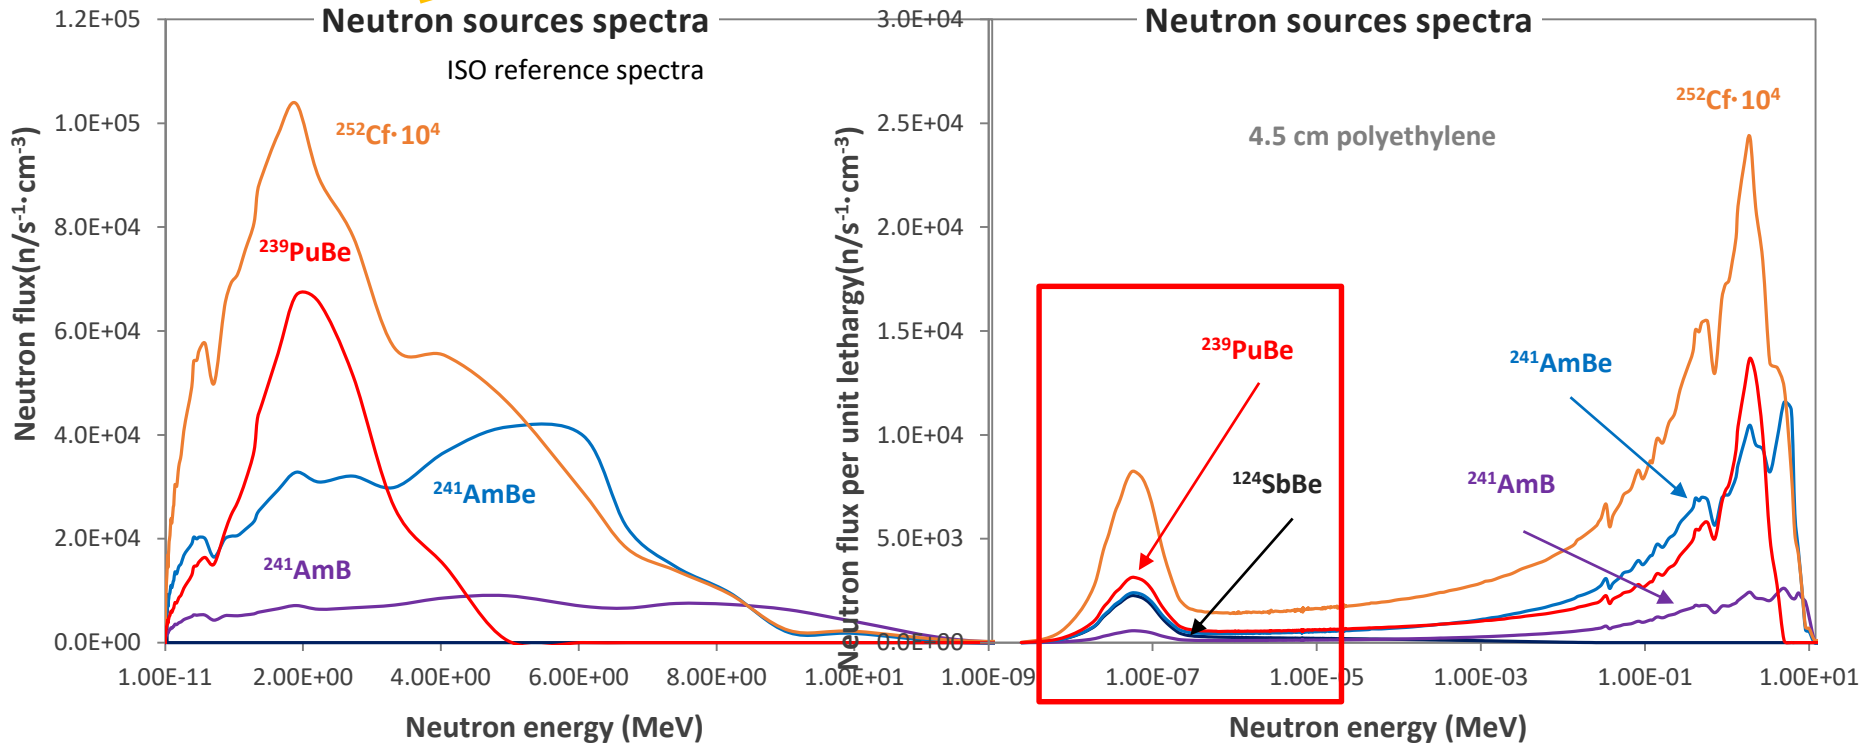 Neutron sources spectra
ISO reference spectra
1.2E+05
1.0E+05
8.0E+04
6.0E+04
4.0E+04
2.0E+04
0.0E+00
Neutron flux(n/s⁻¹·cm⁻³)
²⁵²Cf·10⁴
²³⁹PuBe
²⁴¹AmBe
²⁴¹AmB
1.00E-11 2.00E+00 4.00E+00 6.00E+00 8.00E+00 1.00E+01
Neutron energy (MeV)
Neutron sources spectra
4.5 cm polyethylene
3.0E+04
2.5E+04
2.0E+04
1.5E+04
1.0E+04
5.0E+03
0.0E+00
Neutron flux per unit lethargy(n/s⁻¹·cm⁻³)
²⁵²Cf·10⁴
²³⁹PuBe
²⁴¹AmBe
¹²⁴SbBe
²⁴¹AmB
1.00E-09 1.00E-07 1.00E-05 1.00E-03 1.00E-01 1.00E+01
Neutron energy (MeV)